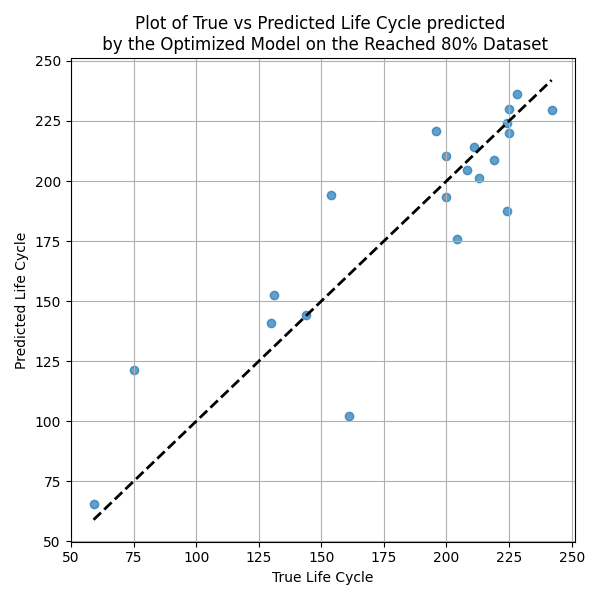 Plot of True vs Predicted Life Cycle predicted
by the Optimized Model on the Reached 80% Dataset
250
225
200
175
150
125
100
75
50
Predicted Life Cycle
50 75 100 125 150 175 200 225 250
True Life Cycle